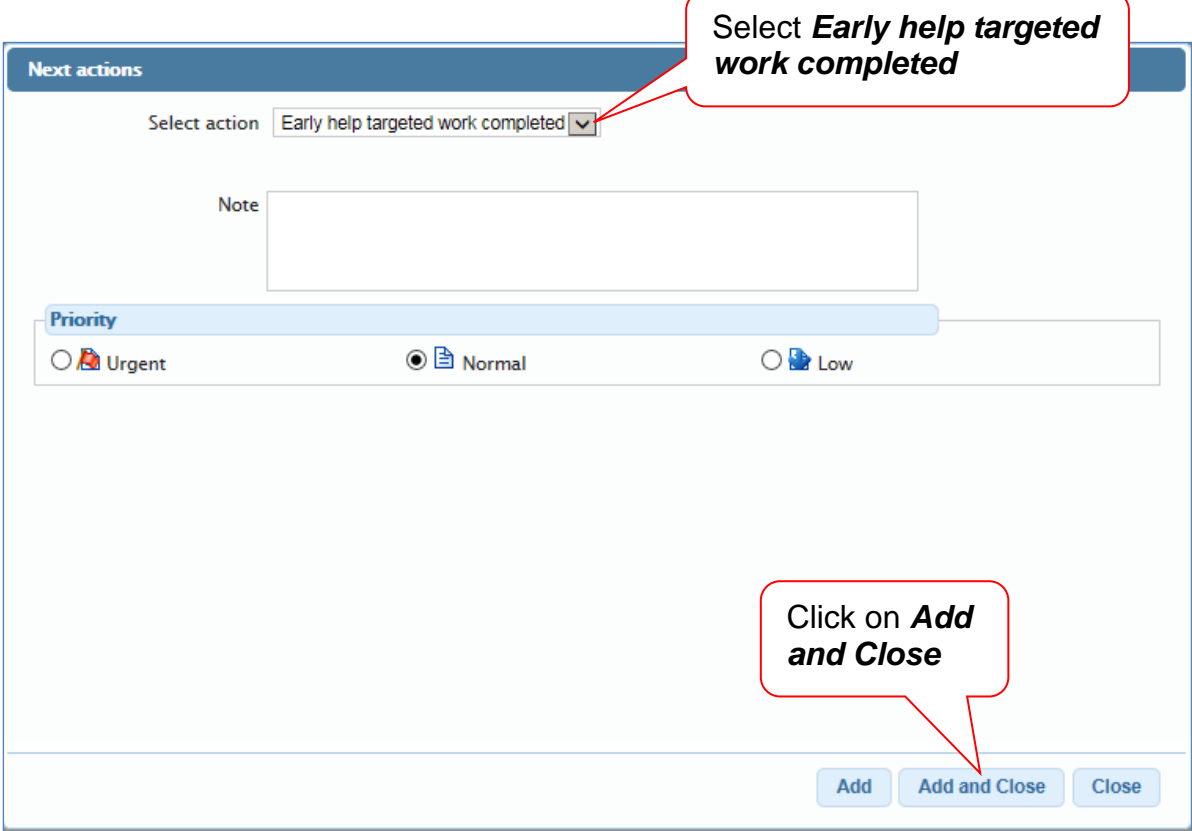 Select Early help targeted
work completed
Next actions
Select action Early help targeted work completed
Note
Priority
Urgent Normal Low
Click on Add
and Close
Add Add and Close Close